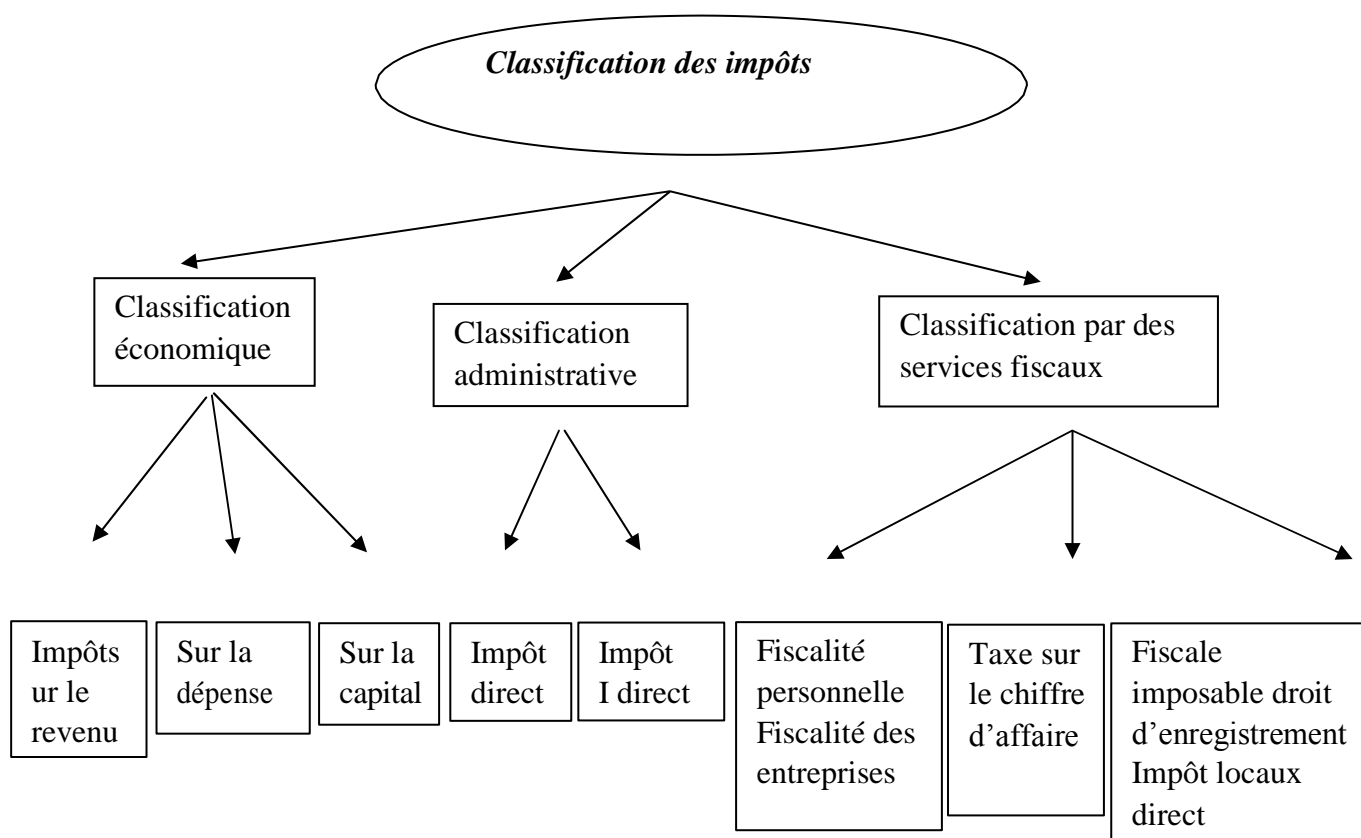 Classification des impôts
Classification
économique
Classification
administrative
Classification par des
services fiscaux
Impôts
ur le
revenu
Sur la
dépense
Sur la
capital
Impôt
direct
Impôt
I direct
Fiscalité
personnelle
Fiscalité des
entreprises
Taxe sur
le chiffre
d’affaire
Fiscale
imposable droit
d’enregistrement
Impôt locaux
direct